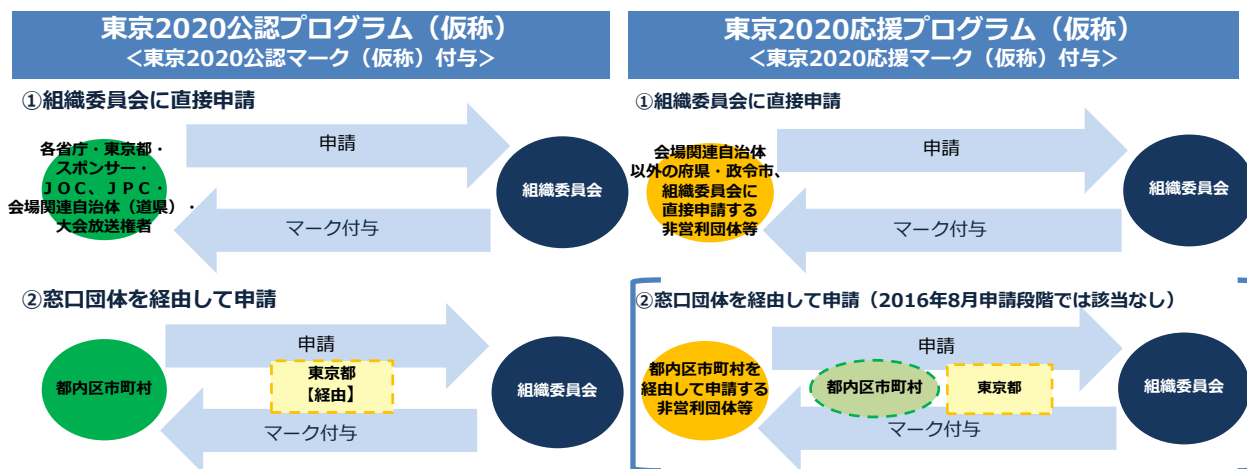 東京2020公認プログラム（仮称）
＜東京2020公認マーク（仮称）付与＞
①組織委員会に直接申請
各省庁・東京都・
スポンサー・
ＪＯＣ、ＪＰＣ・
会場関連自治体（道県）・
大会放送権者
申請
マーク付与
組織委員会
②窓口団体を経由して申請
都内区市町村
申請
東京都
【経由】
マーク付与
組織委員会
東京2020応援プログラム（仮称）
＜東京2020応援マーク（仮称）付与＞
①組織委員会に直接申請
会場関連自治体
以外の府県・政令市、
組織委員会に
直接申請する
非営利団体等
申請
マーク付与
組織委員会
②窓口団体を経由して申請（2016年8月申請段階では該当なし）
都内区市町村を
経由して申請する
非営利団体等
申請
都内区市町村
東京都
マーク付与
組織委員会